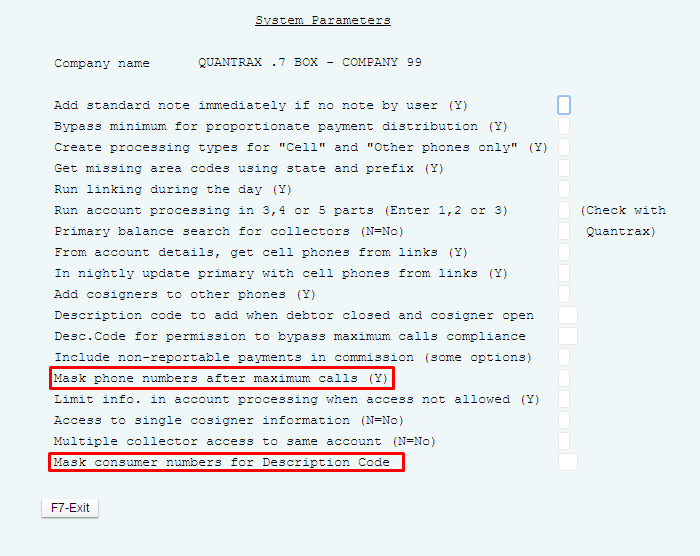 System Parameters
Company name QUANTRAX .7 BOX - COMPANY 99
Add standard note immediately if no note by user (Y)
Bypass minimum for proportionate payment distribution (Y)
Create processing types for "Cell" and "Other phones only" (Y)
Get missing area codes using state and prefix (Y)
Run linking during the day (Y)
Run account processing in 3,4 or 5 parts (Enter 1,2 or 3) (Check with
Primary balance search for collectors (N=No) Quantrax)
From account details, get cell phones from links (Y)
In nightly update primary with cell phones from links (Y)
Add cosigners to other phones (Y)
Description code to add when debtor closed and cosigner open
Desc.Code for permission to bypass maximum calls compliance
Include non-reportable payments in commission (some options)
Mask phone numbers after maximum calls (Y)
Limit info. in account processing when access not allowed (Y)
Access to single cosigner information (N=No)
Multiple collector access to same account (N=No)
Mask consumer numbers for Description Code
F7-Exit